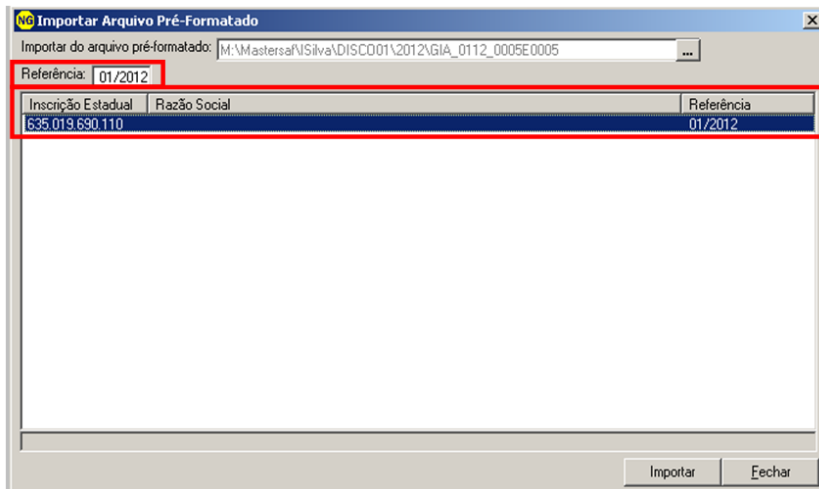 NG Importar Arquivo Pré-Formatado
Importar do arquivo pré-formatado: M:\Mastersaf\ISilva\DISCO01\2012\GIA_0112_0005E0005 ...
Referência: 01/2012
Inscrição Estadual Razão Social Referência
635.019.690.110 01/2012
Importar Fechar